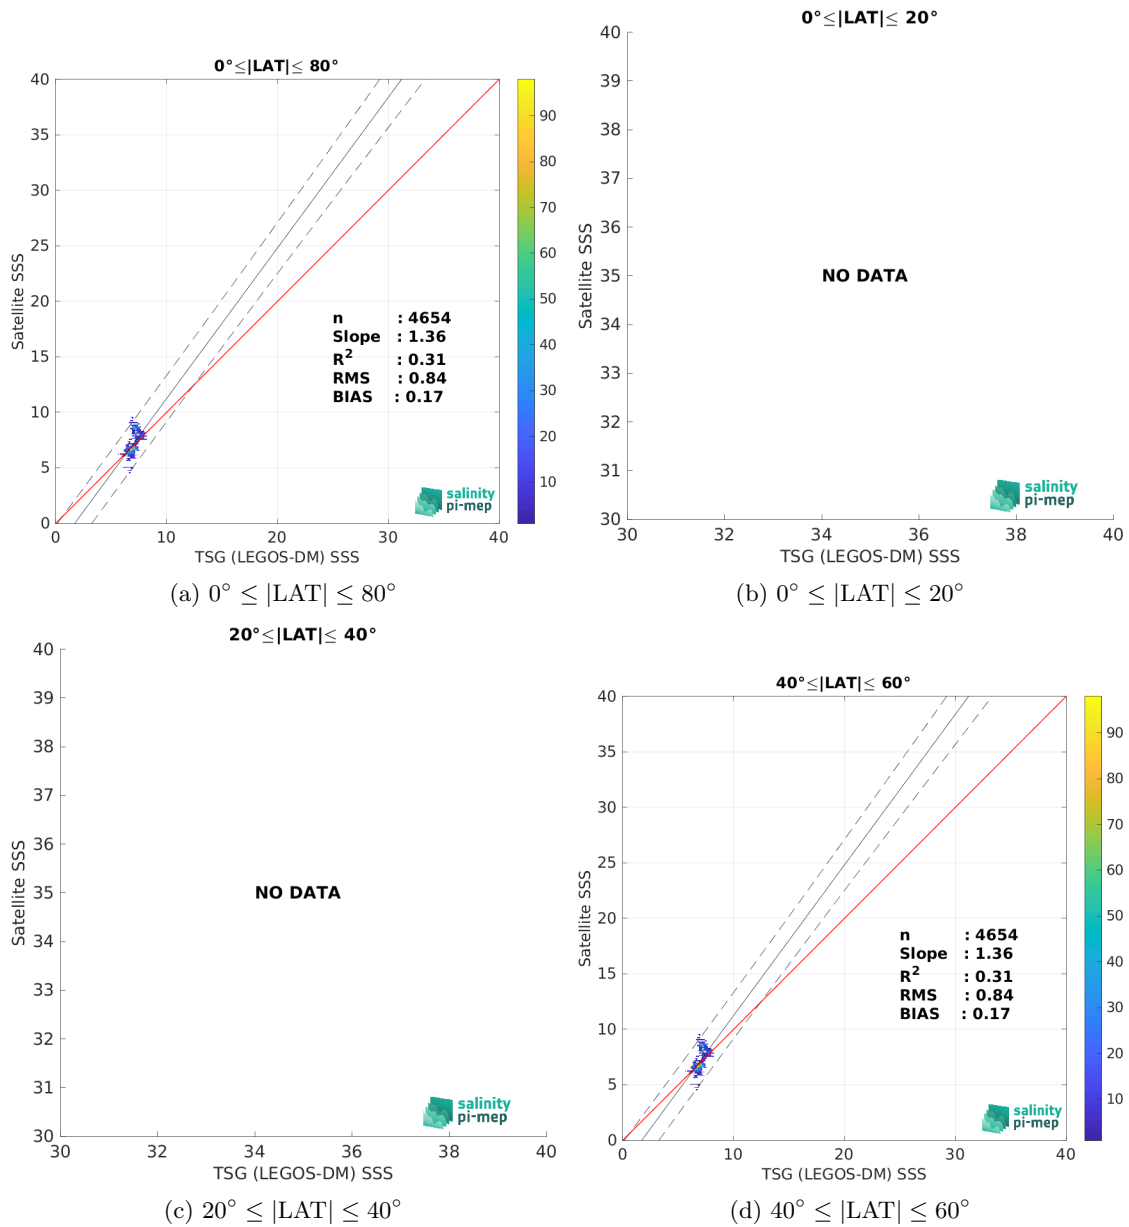 0°≤|LAT|≤ 80°
40
35
30
25
20
15
10
5
0
0
10
20
30
40
Satellite SSS
TSG (LEGOS-DM) SSS
n : 4654
Slope : 1.36
R² : 0.31
RMS : 0.84
BIAS : 0.17
salinity
pi-mep
90
80
70
60
50
40
30
20
10
(a) 0° ≤ |LAT| ≤ 80°
0°≤|LAT|≤ 20°
40
39
38
37
36
35
34
33
32
31
30
30
32
34
36
38
40
Satellite SSS
TSG (LEGOS-DM) SSS
NO DATA
salinity
pi-mep
(b) 0° ≤ |LAT| ≤ 20°
20°≤|LAT|≤ 40°
40
39
38
37
36
35
34
33
32
31
30
30
32
34
36
38
40
Satellite SSS
TSG (LEGOS-DM) SSS
NO DATA
salinity
pi-mep
(c) 20° ≤ |LAT| ≤ 40°
40°≤|LAT|≤ 60°
40
35
30
25
20
15
10
5
0
0
10
20
30
40
Satellite SSS
TSG (LEGOS-DM) SSS
n : 4654
Slope : 1.36
R² : 0.31
RMS : 0.84
BIAS : 0.17
salinity
pi-mep
90
80
70
60
50
40
30
20
10
(d) 40° ≤ |LAT| ≤ 60°